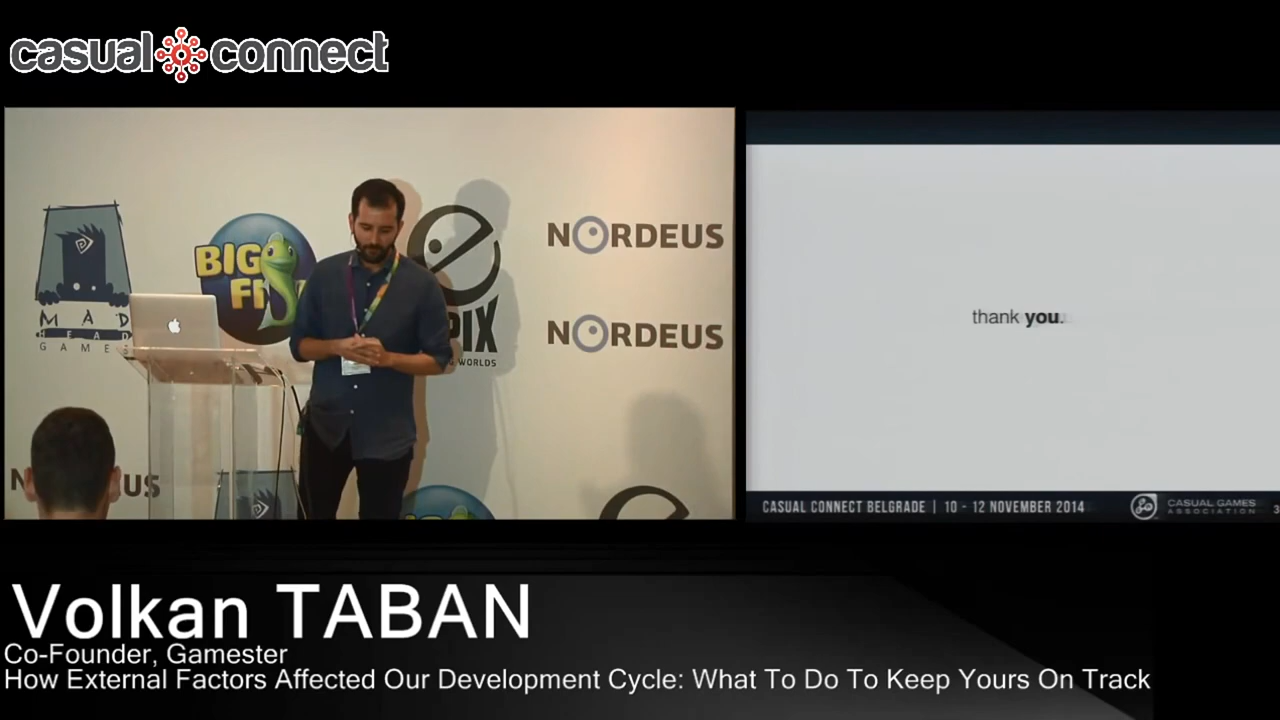 casual connect
MAD
HEAD
GAMES
BIG
NORDEUS
PIX
WORLDS
NORDEUS
thank you.
CASUAL CONNECT BELGRADE | 10 - 12 NOVEMBER 2014
CASUAL GAMES
ASSOCIATION
Volkan TABAN
Co-Founder, Gamester
How External Factors Affected Our Development Cycle: What To Do To Keep Yours On Track